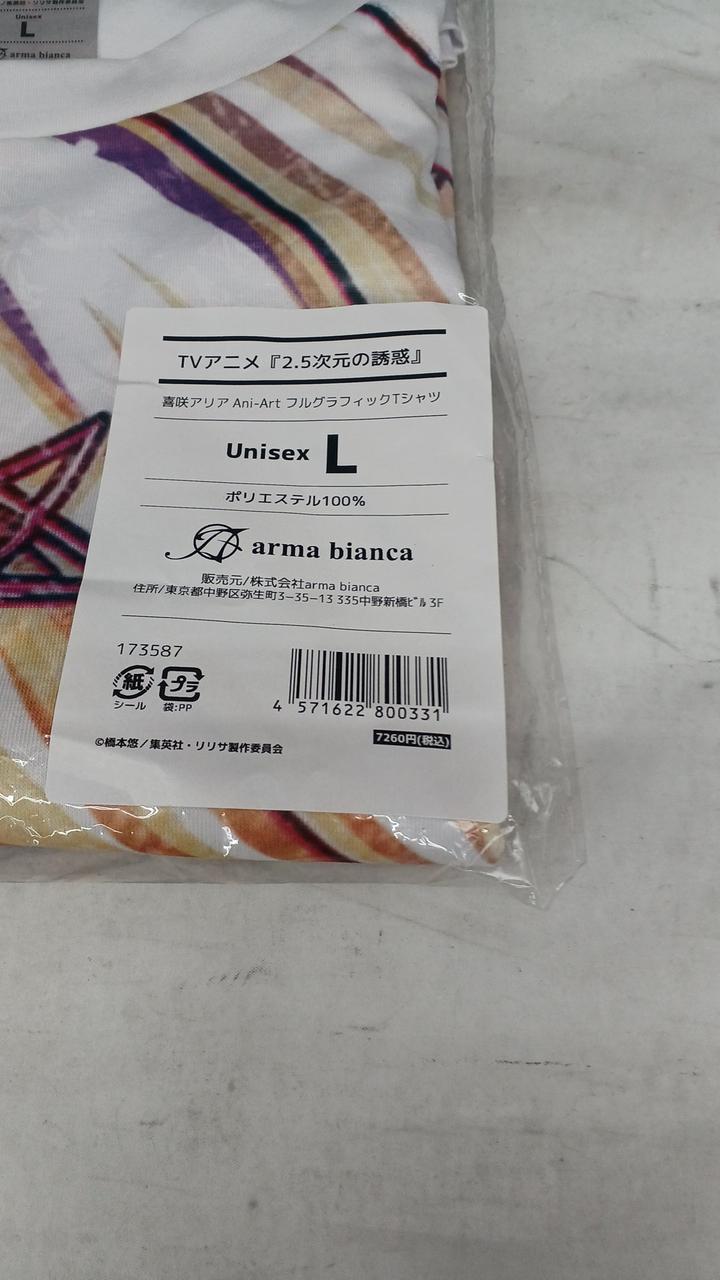 Unisex
L
arma bianca
TVアニメ『2.5次元の誘惑』
喜咲アリア Ani-Art フルグラフィックTシャツ
Unisex L
ポリエステル100%
arma bianca
販売元/株式会社arma bianca
住所/東京都中野区弥生町3-35-13 335中野新橋ﾋﾞﾙ 3F
173587
紙 プラ
シール 袋:PP
4 571622 800331
7260円(税込)
©橋本悠／集英社・リリサ製作委員会